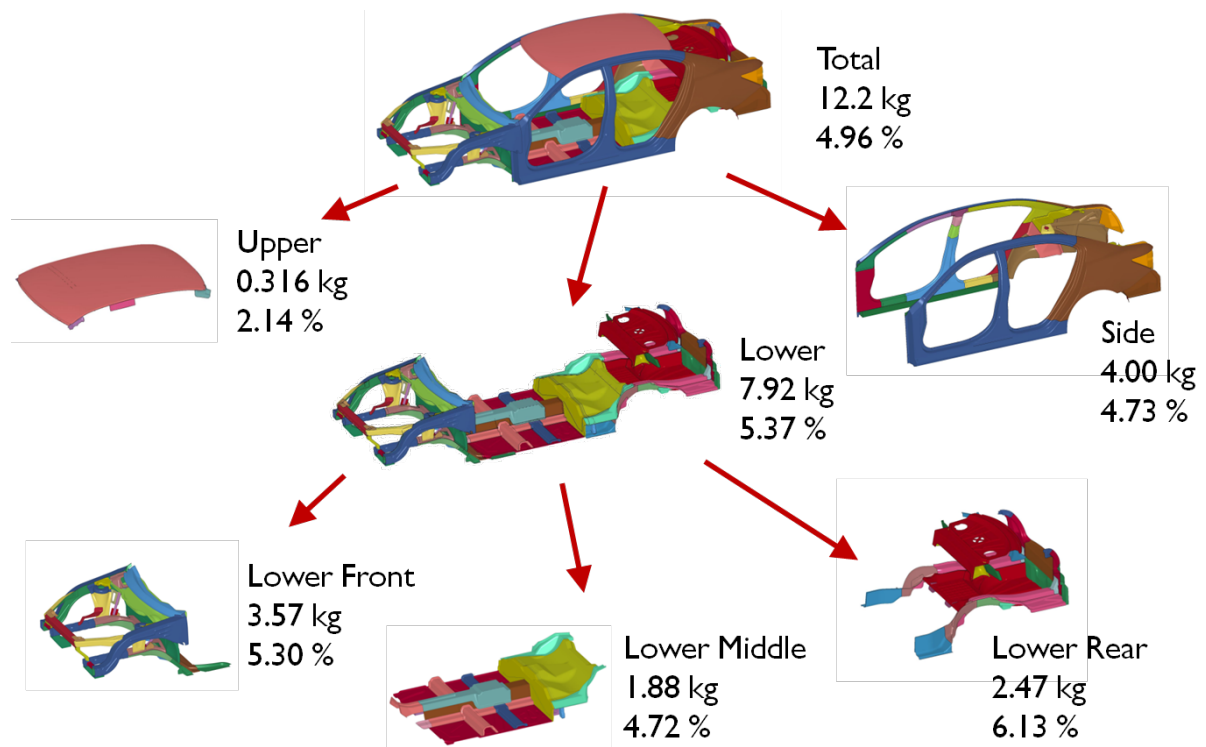 Total
12.2 kg
4.96 %
Upper
0.316 kg
2.14 %
Lower
7.92 kg
5.37 %
Side
4.00 kg
4.73 %
Lower Front
3.57 kg
5.30 %
Lower Middle
1.88 kg
4.72 %
Lower Rear
2.47 kg
6.13 %